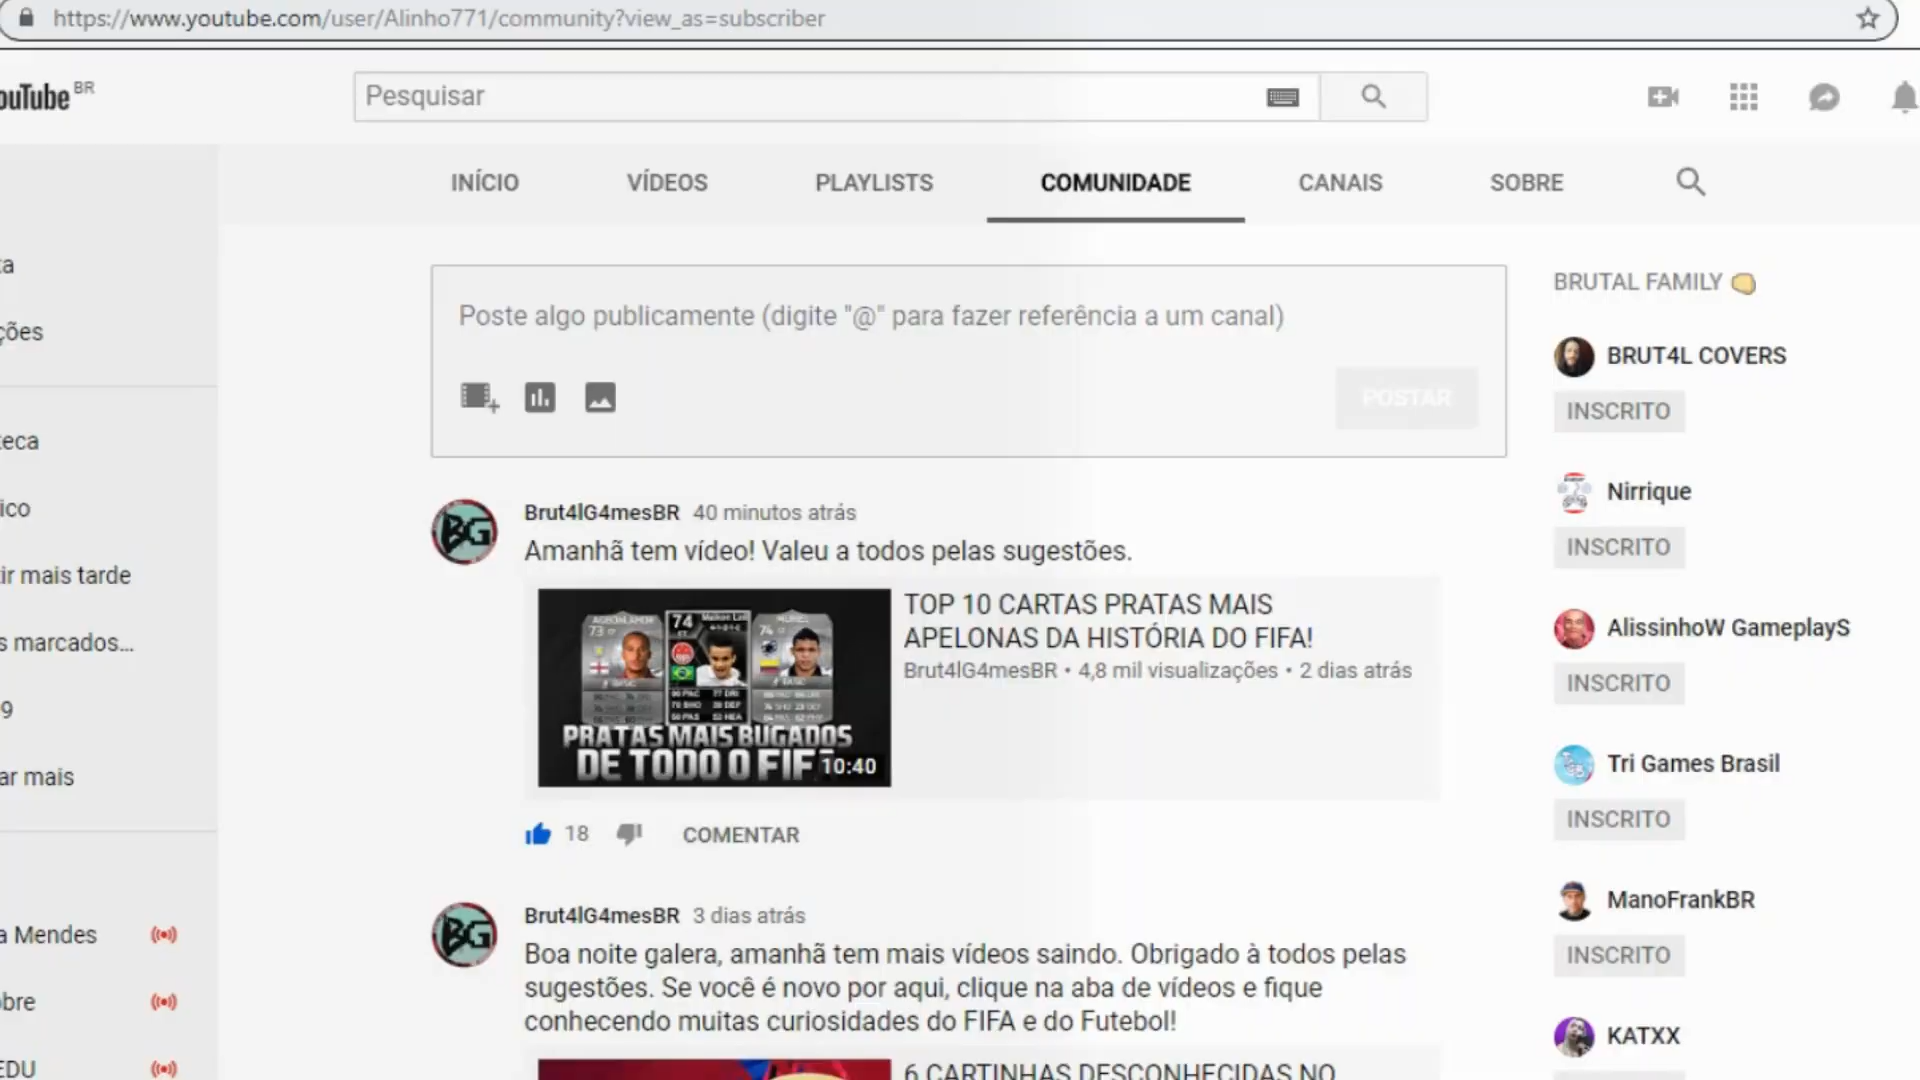 https://www.youtube.com/user/Alinho771/community?view_as=subscriber
ouTube BR
Pesquisar
INÍCIO
VÍDEOS
PLAYLISTS
COMUNIDADE
CANAIS
SOBRE
ta
ções
teca
ico
ir mais tarde
s marcados...
9
ar mais
a Mendes
obre
EDU
Poste algo publicamente (digite "@" para fazer referência a um canal)
POSTAR
Brut4lG4mesBR 40 minutos atrás
Amanhã tem vídeo! Valeu a todos pelas sugestões.
73
74
74
PRATAS MAIS BUGADOS
DE TODO O FIF
10:40
TOP 10 CARTAS PRATAS MAIS
APELONAS DA HISTÓRIA DO FIFA!
Brut4lG4mesBR • 4,8 mil visualizações • 2 dias atrás
18
COMENTAR
Brut4lG4mesBR 3 dias atrás
Boa noite galera, amanhã tem mais vídeos saindo. Obrigado à todos pelas
sugestões. Se você é novo por aqui, clique na aba de vídeos e fique
conhecendo muitas curiosidades do FIFA e do Futebol!
6 CARTINHAS DESCONHECIDAS NO
BRUTAL FAMILY
BRUT4L COVERS
INSCRITO
Nirrique
INSCRITO
AlissinhoW GameplayS
INSCRITO
Tri Games Brasil
INSCRITO
ManoFrankBR
INSCRITO
KATXX